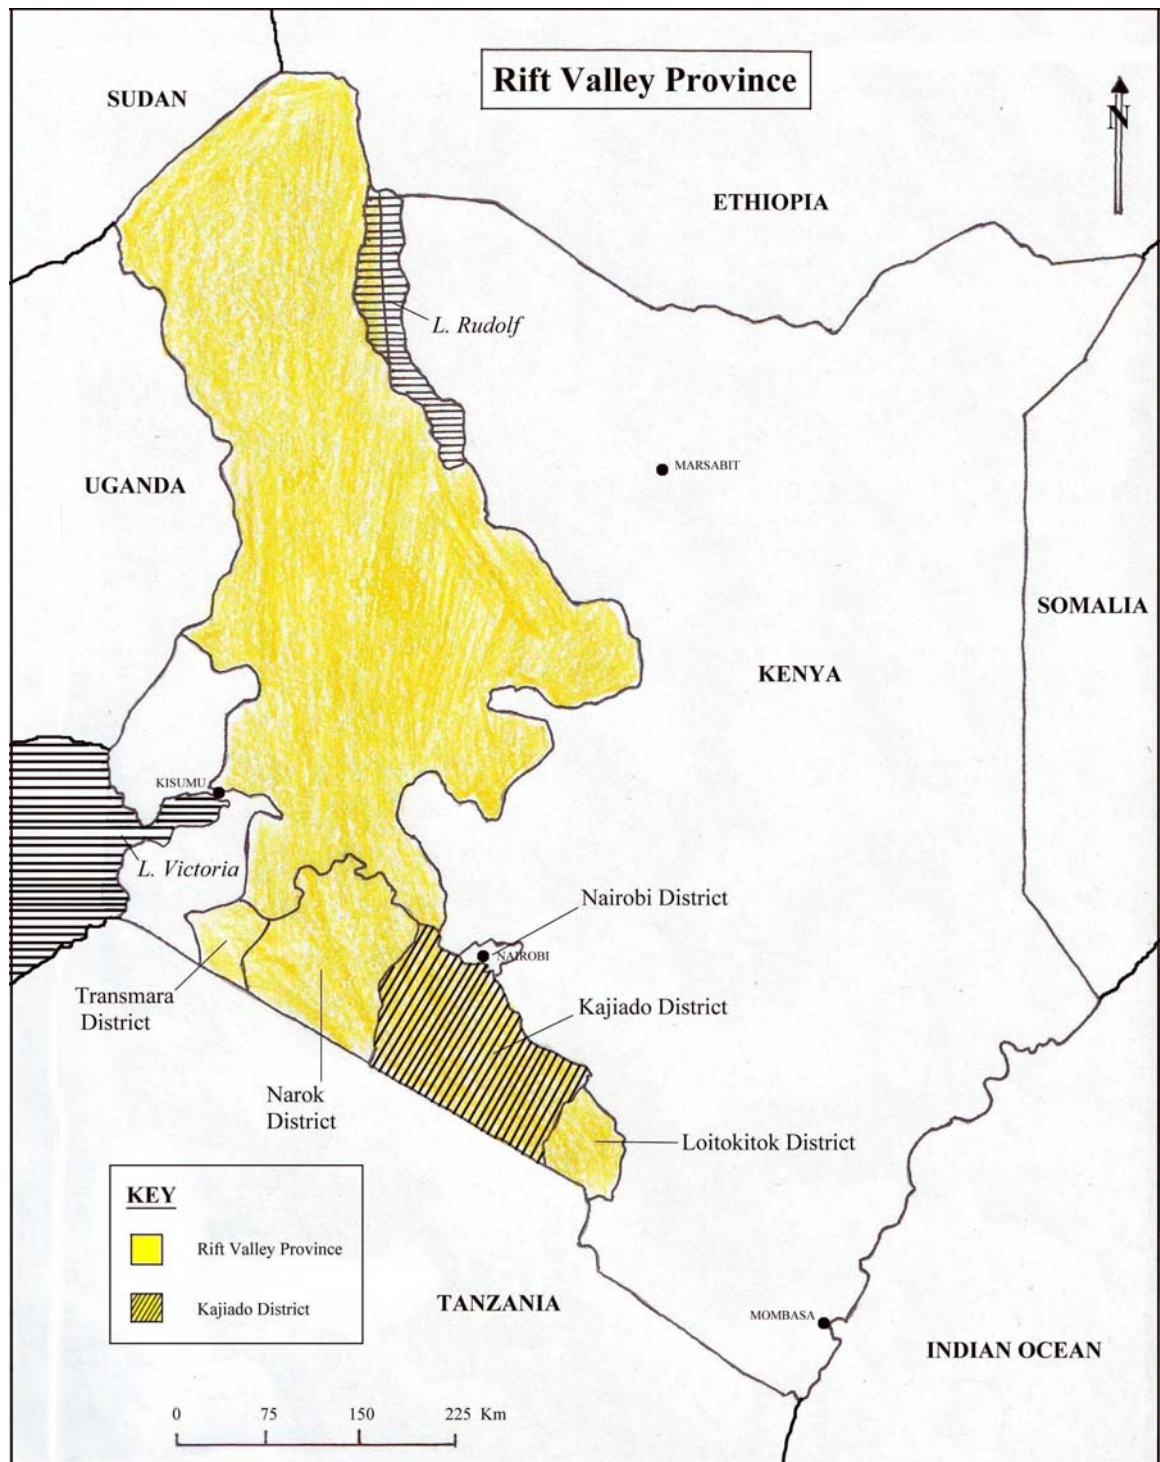 Rift Valley Province
SUDAN
N
ETHIOPIA
L. Rudolf
MARSABIT
UGANDA
SOMALIA
KENYA
KISUMU
L. Victoria
Nairobi District
NAIROBI
Transmara
District
Kajiado District
Narok
District
Loitokitok District
KEY
Rift Valley Province
Kajiado District
TANZANIA
MOMBASA
INDIAN OCEAN
0 75 150 225 Km